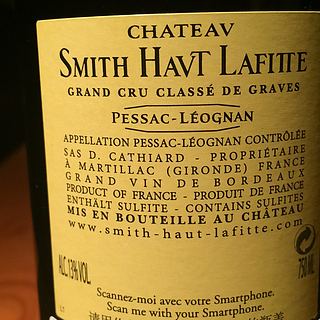 CHATEAU
SMITH HAVT LAFITTE
GRAND CRU CLASSÉ DE GRAVES
PESSAC-LÉOGNAN
APPELLATION PESSAC-LÉOGNAN CONTRÔLÉE
SAS D. CATHIARD - PROPRIÉTAIRE
À MARTILLAC (GIRONDE) FRANCE
GRAND VIN DE BORDEAUX
PRODUCT OF FRANCE - PRODUIT DE FRANCE
ENTHÄLT SULFITE - CONTAINS SULFITES
MIS EN BOUTEILLE AU CHÂTEAU
www.smith-haut-lafitte.com
ALC.13%VOL.
750 ML
Scannez-moi avec votre Smartphone.
Scan me with your Smartphone.